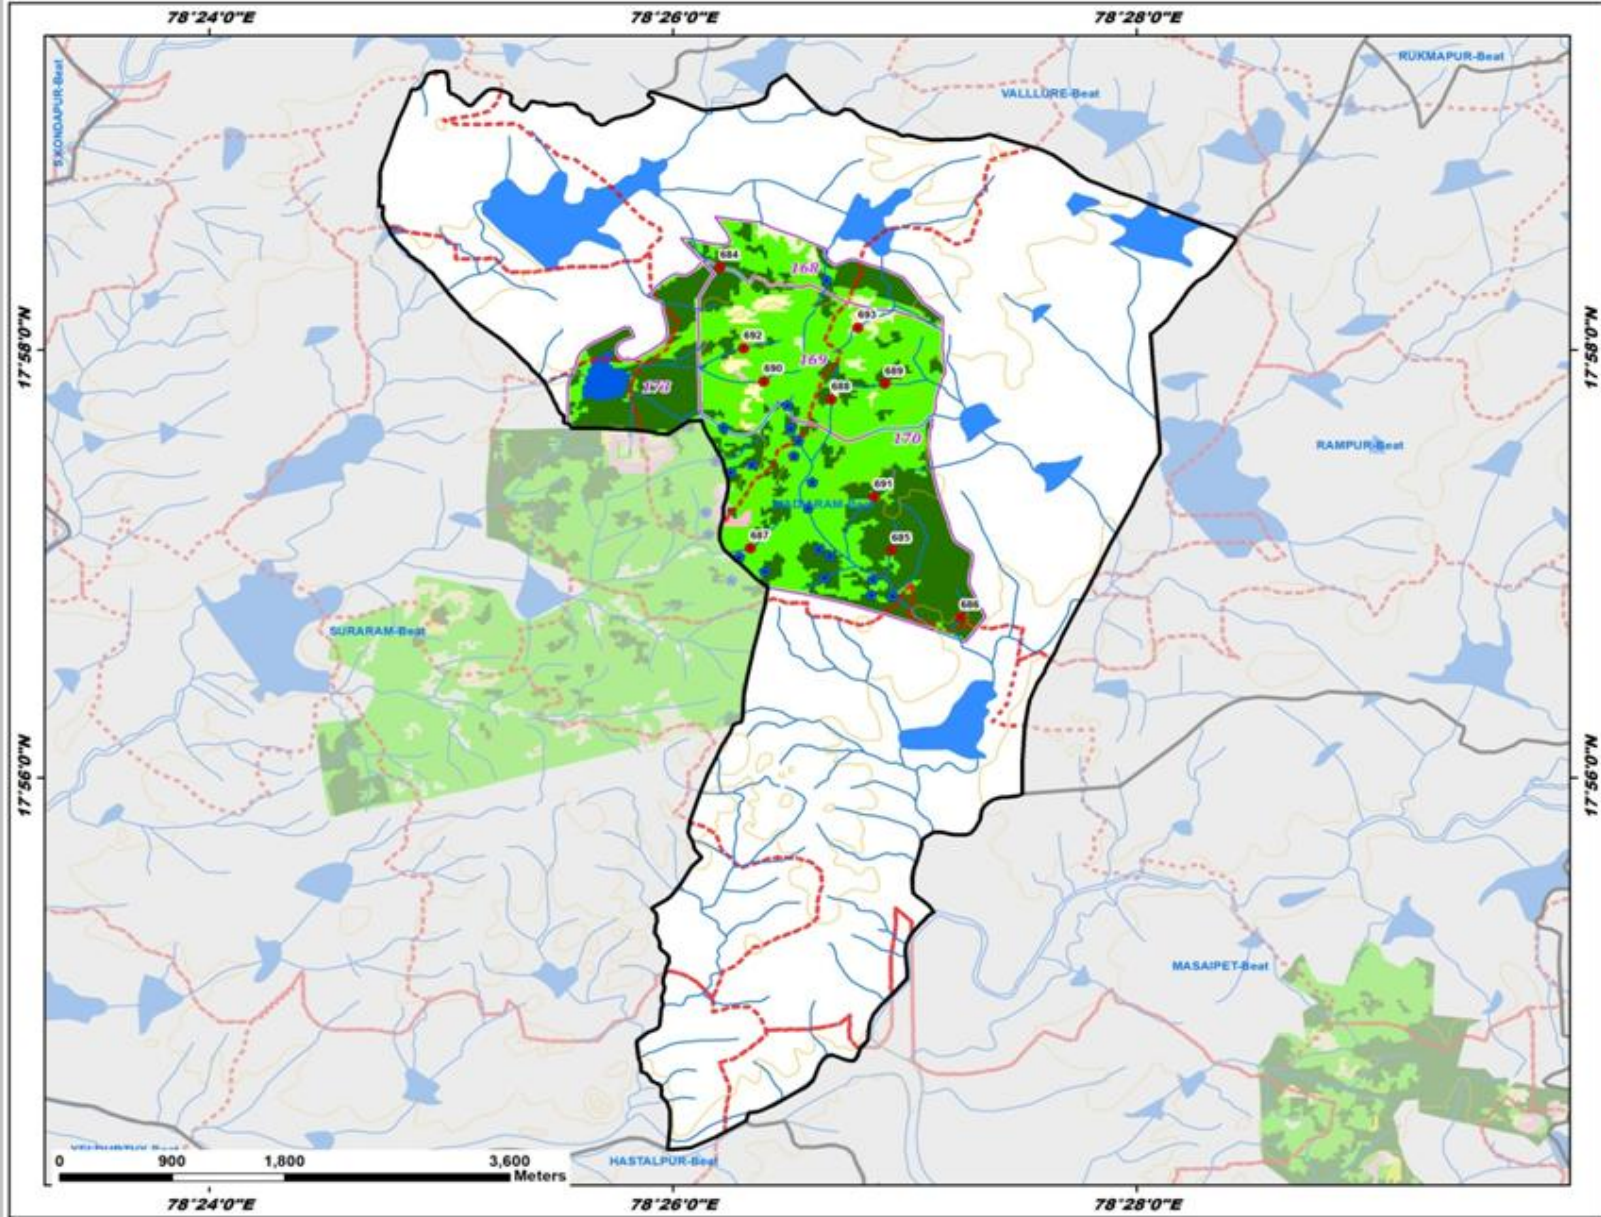 78°24'0"E 78°26'0"E 78°28'0"E
RUKMAPUR-Beat
S.KONDAPUR-Beat
VALLLURE-Beat
684
168
693
17°58'0"N
17°58'0"N
692
169
690
689
173
688
170
RAMPUR-Beat
691
687
685
686
SURARAM-Beat
17°56'0"N
17°56'0"N
MASAIPET-Beat
HASTALPUR-Beat
0 900 1,800 3,600
Meters
78°24'0"E 78°26'0"E 78°28'0"E